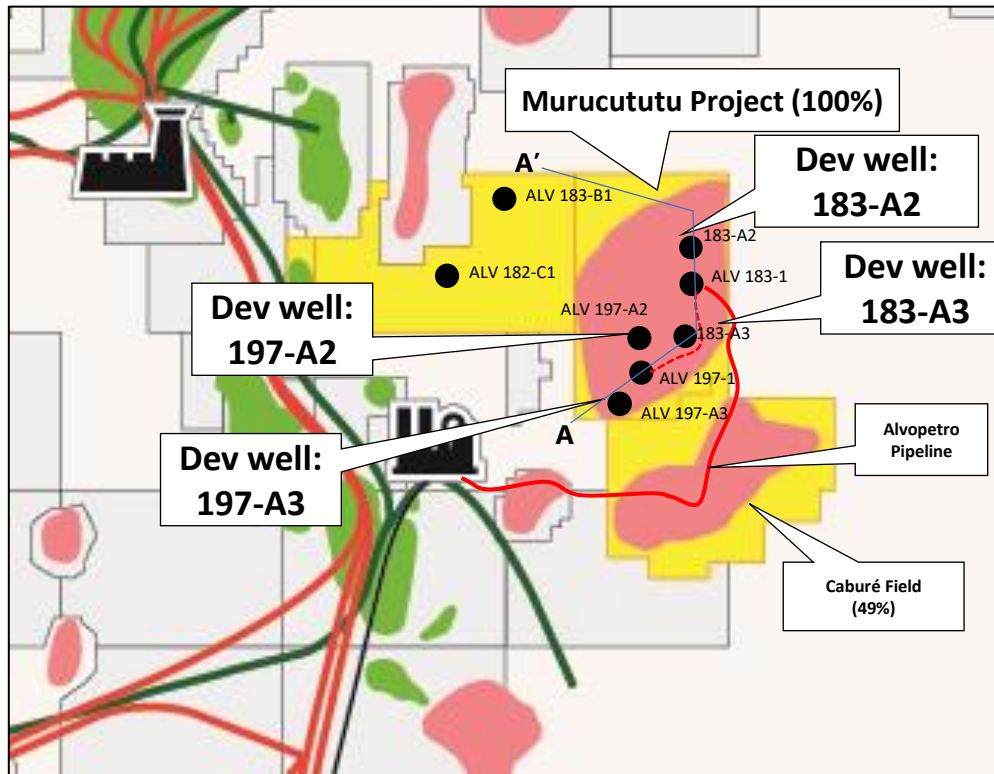 Murucututu Project (100%)
A’
Dev well:
183-A2
ALV 183-B1
183-A2
ALV 182-C1
ALV 183-1
Dev well:
183-A3
Dev well:
197-A2
ALV 197-A2
183-A3
ALV 197-1
ALV 197-A3
A
Dev well:
197-A3
Alvopetro
Pipeline
Caburé Field
(49%)